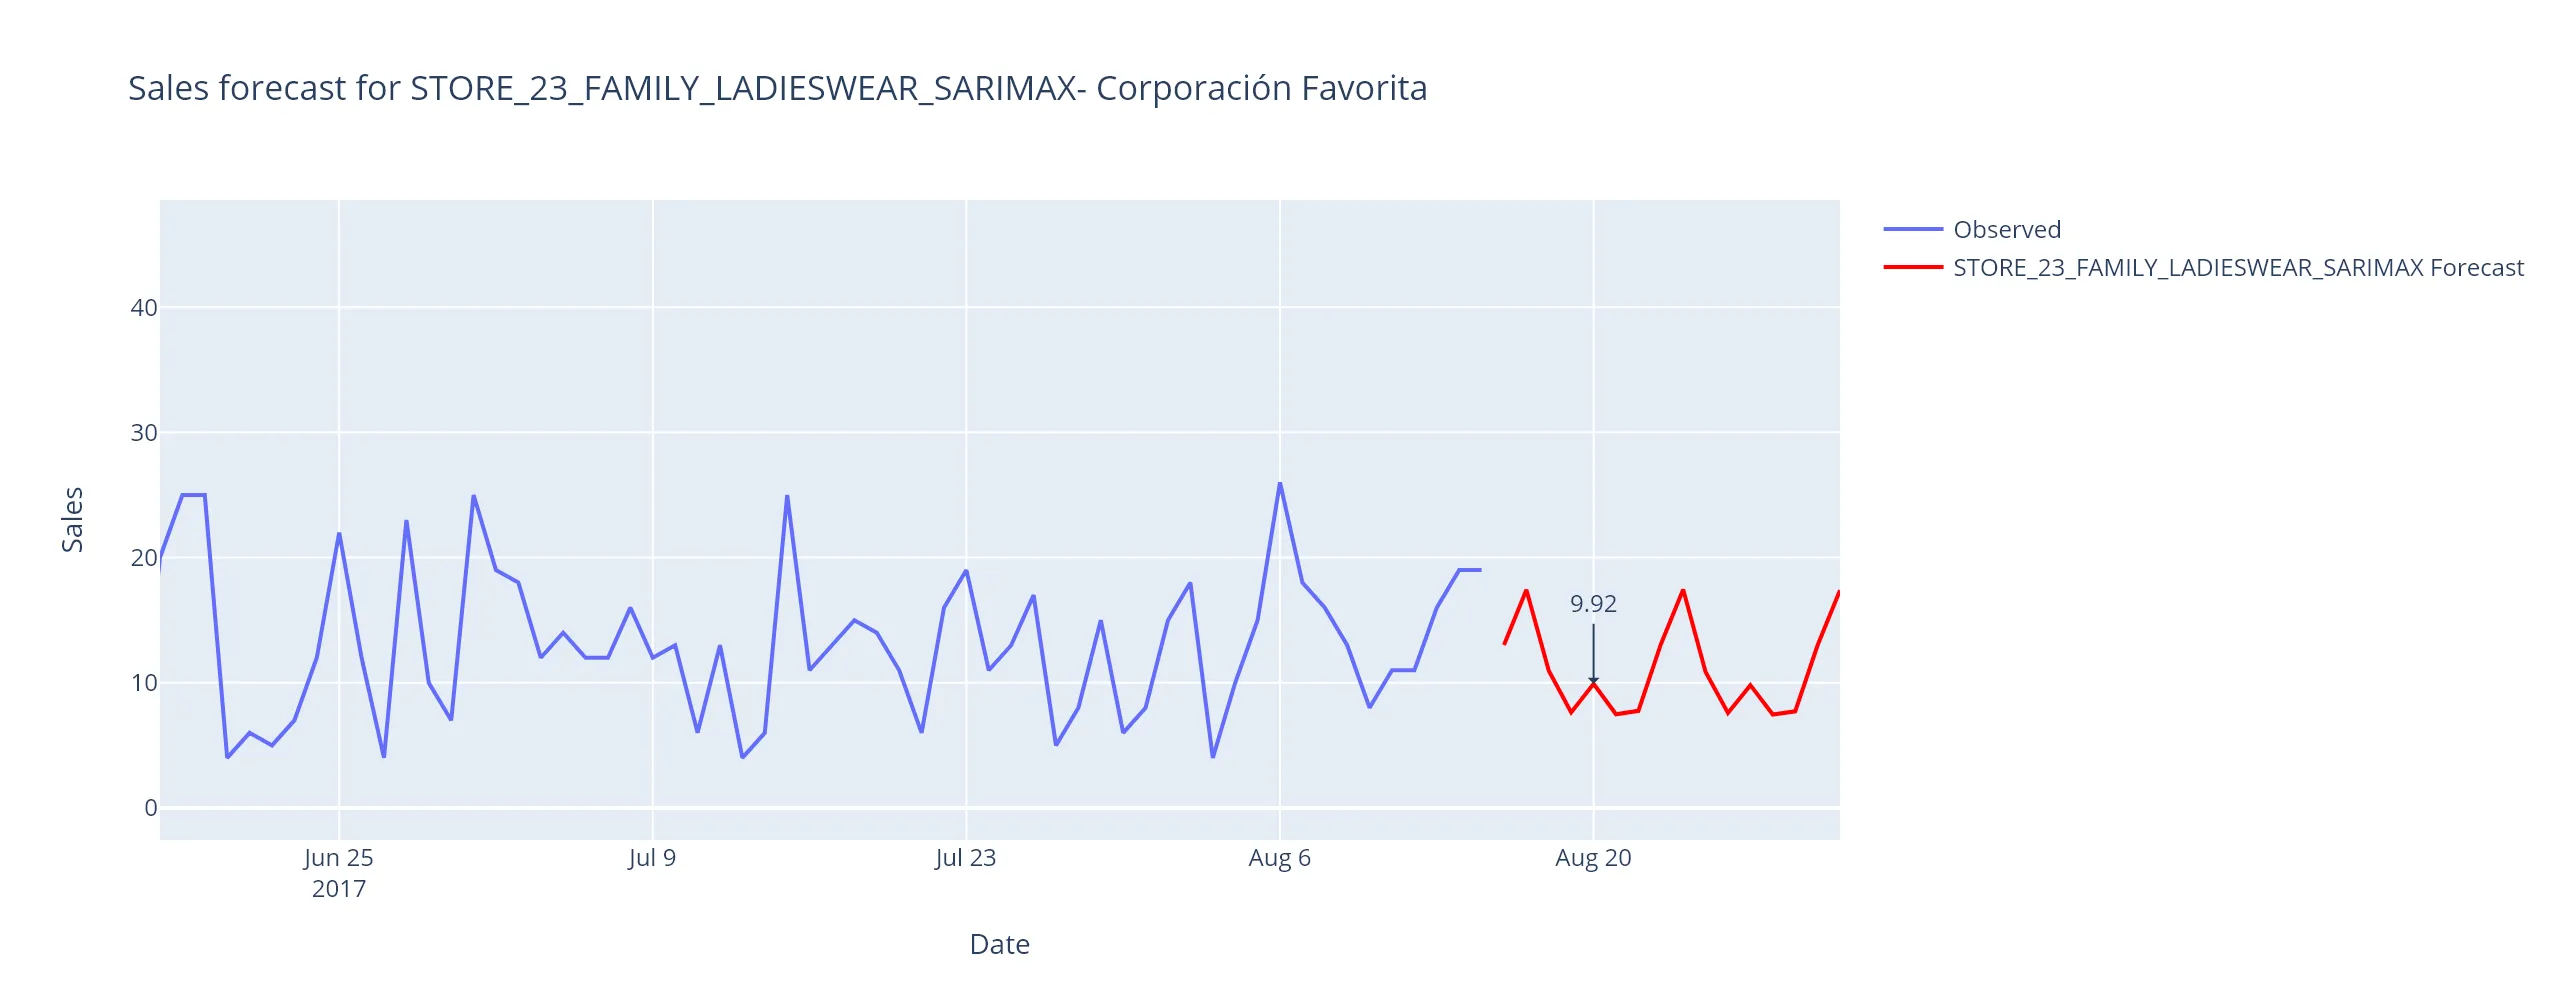 Sales forecast for STORE_23_FAMILY_LADIESWEAR_SARIMAX- Corporación Favorita
Observed
STORE_23_FAMILY_LADIESWEAR_SARIMAX Forecast
40
30
20
10
0
Sales
9.92
Jun 25
2017
Jul 9
Jul 23
Aug 6
Aug 20
Date